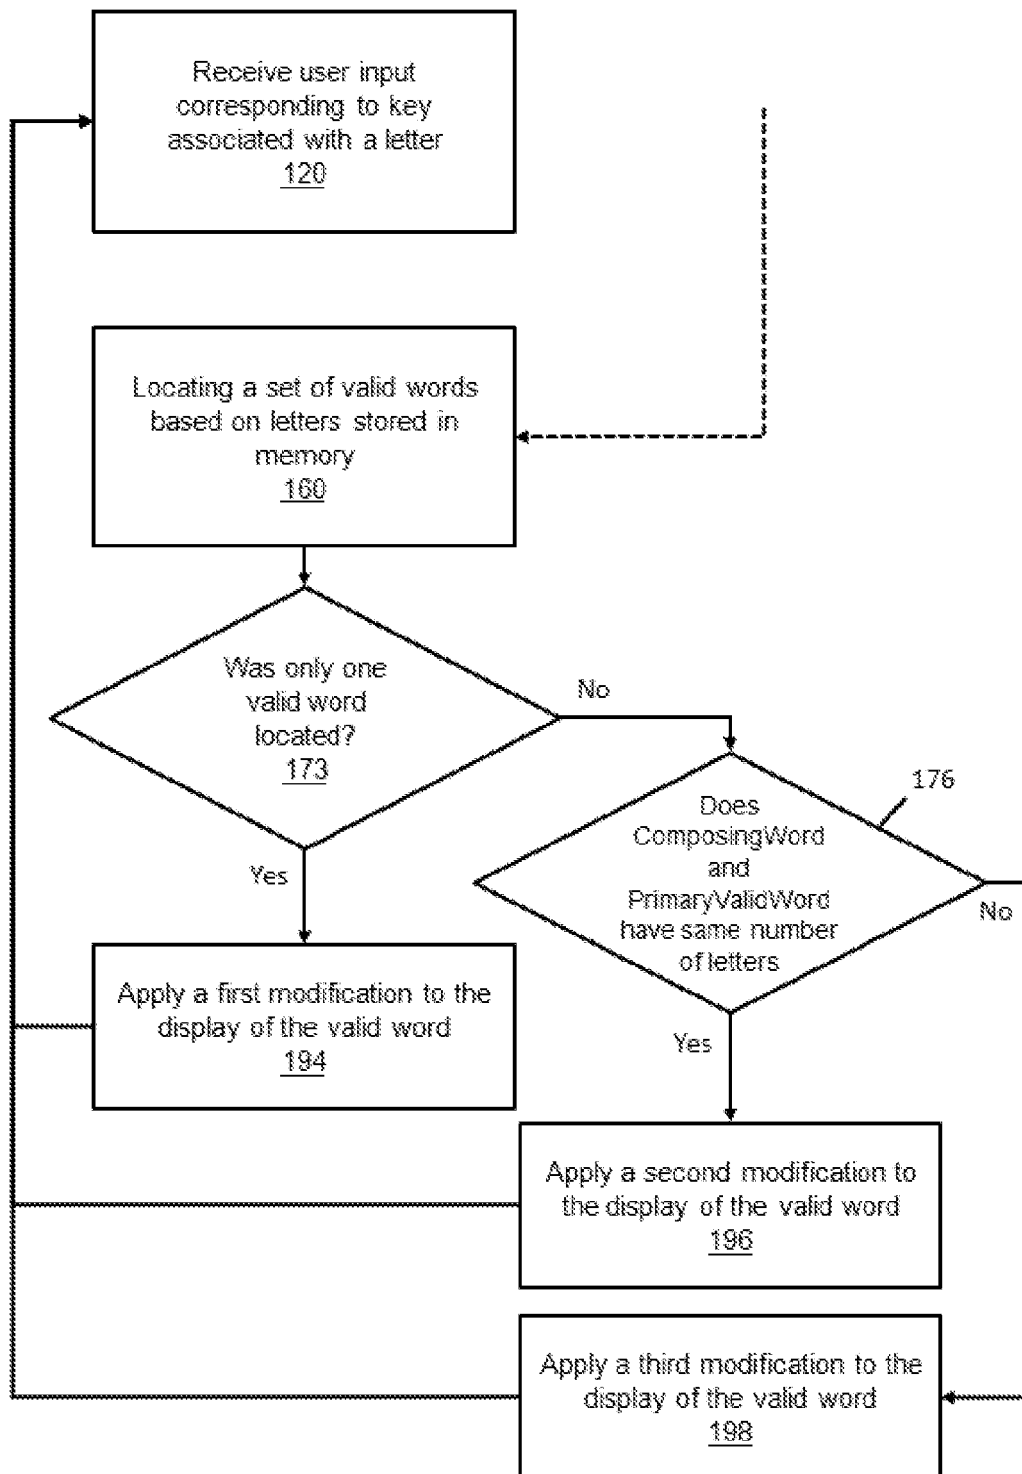 Receive user input
corresponding to key
associated with a letter
120
Locating a set of valid words
based on letters stored in
memory
160
Was only one
valid word
located?
173
No
176
Does
ComposingWord
and
PrimaryValidWord
have same number
of letters
Yes
No
Apply a first modification to the
display of the valid word
194
Yes
Apply a second modification to
the display of the valid word
196
Apply a third modification to the
display of the valid word
198